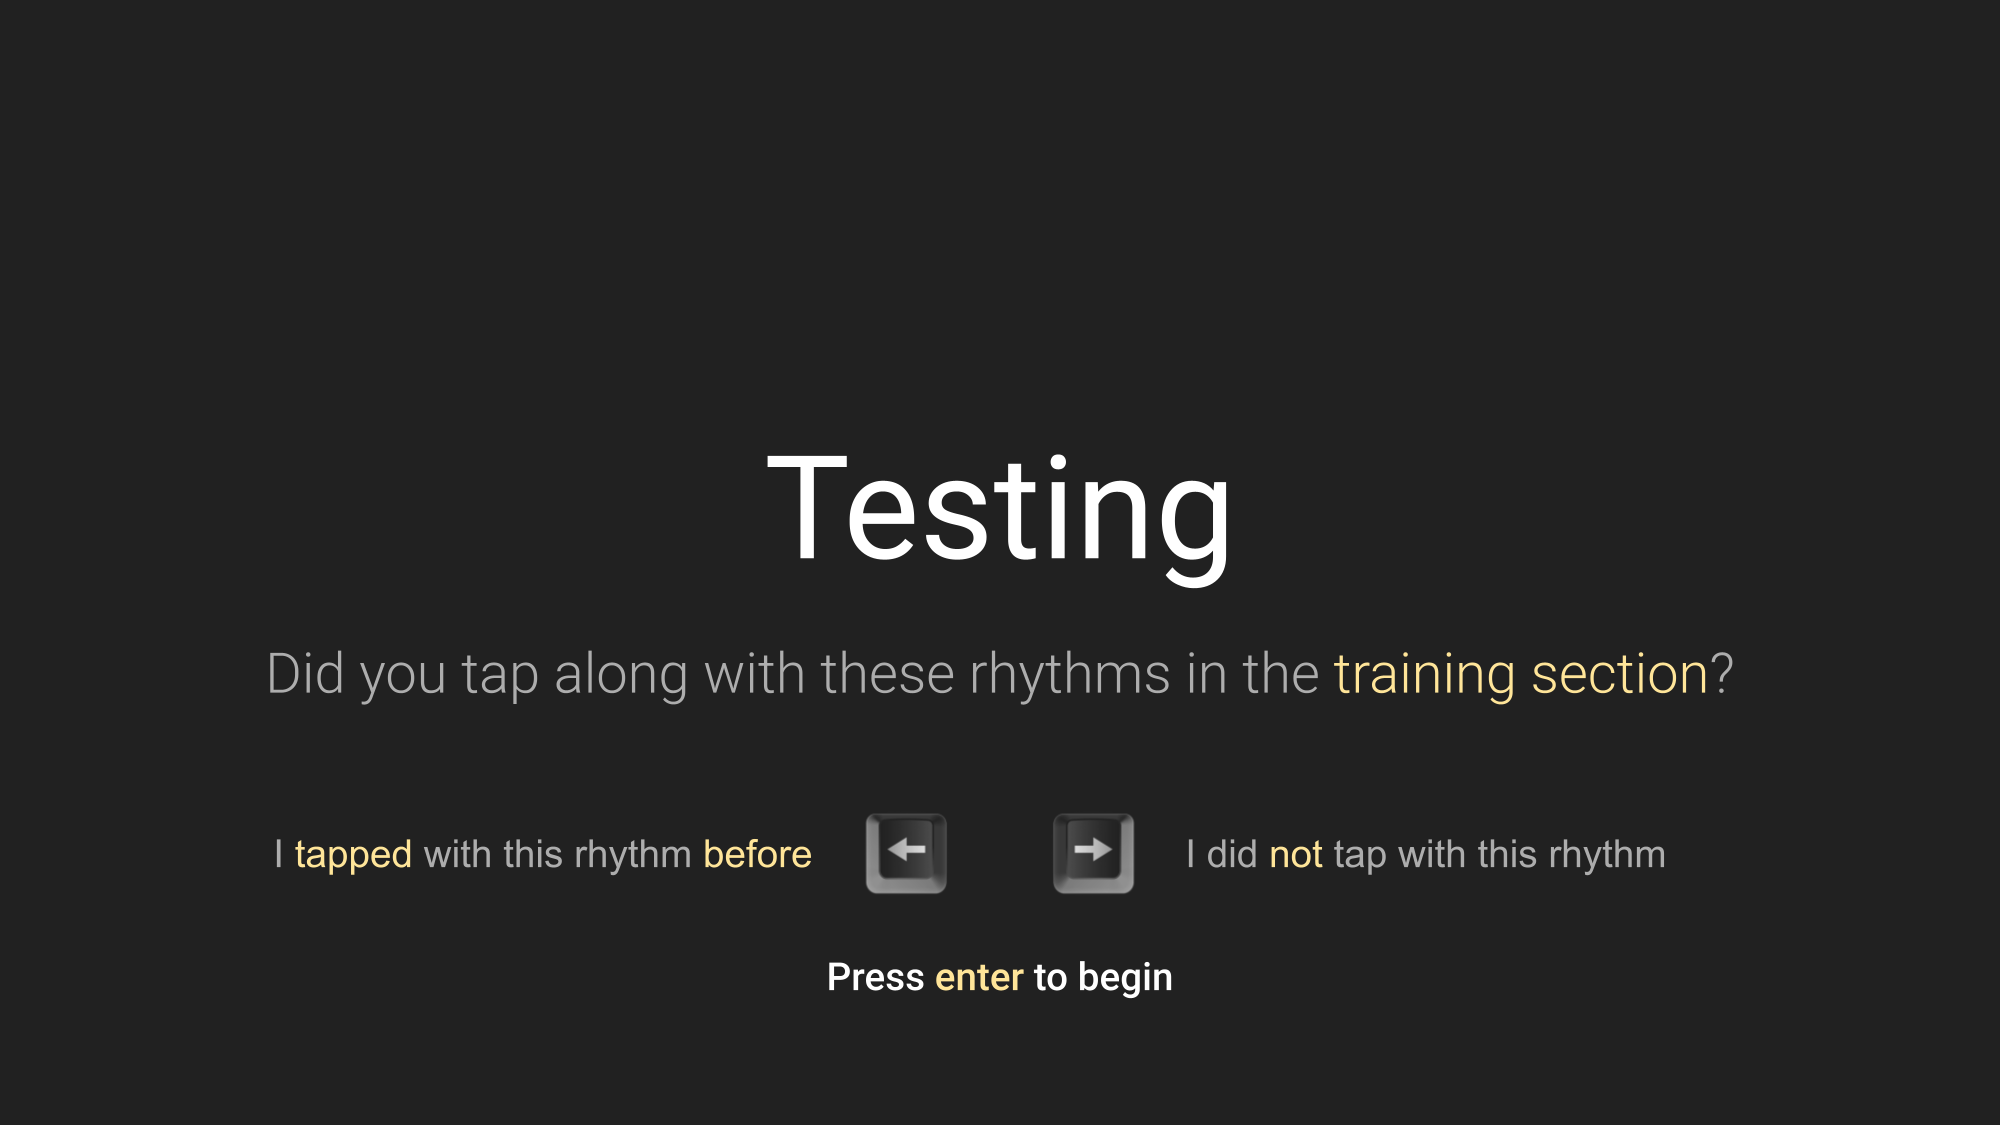 Testing
Did you tap along with these rhythms in the training section?
I tapped with this rhythm before
I did not tap with this rhythm
Press enter to begin